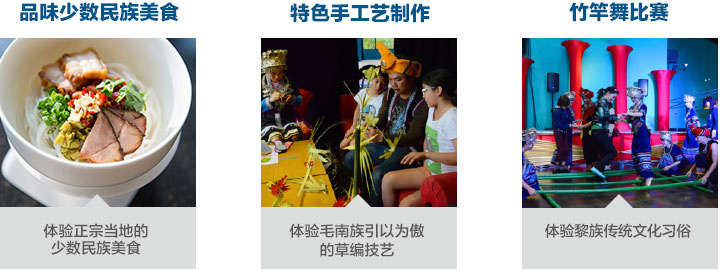 品味少数民族美食
特色手工艺制作
竹竿舞比赛
体验正宗当地的
少数民族美食
体验毛南族引以为傲
的草编技艺
体验黎族传统文化习俗